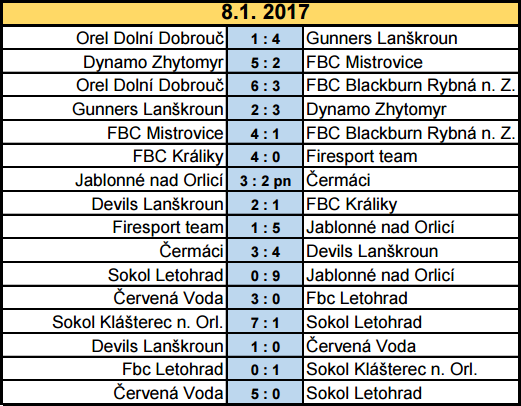 8.1. 2017
Orel Dolní Dobrouč 1 : 4 Gunners Lanškroun
Dynamo Zhytomyr 5 : 2 FBC Mistrovice
Orel Dolní Dobrouč 6 : 3 FBC Blackburn Rybná n. Z.
Gunners Lanškroun 2 : 3 Dynamo Zhytomyr
FBC Mistrovice 4 : 1 FBC Blackburn Rybná n. Z.
FBC Králiky 4 : 0 Firesport team
Jablonné nad Orlicí 3 : 2 pn Čermáci
Devils Lanškroun 2 : 1 FBC Králiky
Firesport team 1 : 5 Jablonné nad Orlicí
Čermáci 3 : 4 Devils Lanškroun
Sokol Letohrad 0 : 9 Jablonné nad Orlicí
Červená Voda 3 : 0 Fbc Letohrad
Sokol Klášterec n. Orl. 7 : 1 Sokol Letohrad
Devils Lanškroun 1 : 0 Červená Voda
Fbc Letohrad 0 : 1 Sokol Klášterec n. Orl.
Červená Voda 5 : 0 Sokol Letohrad